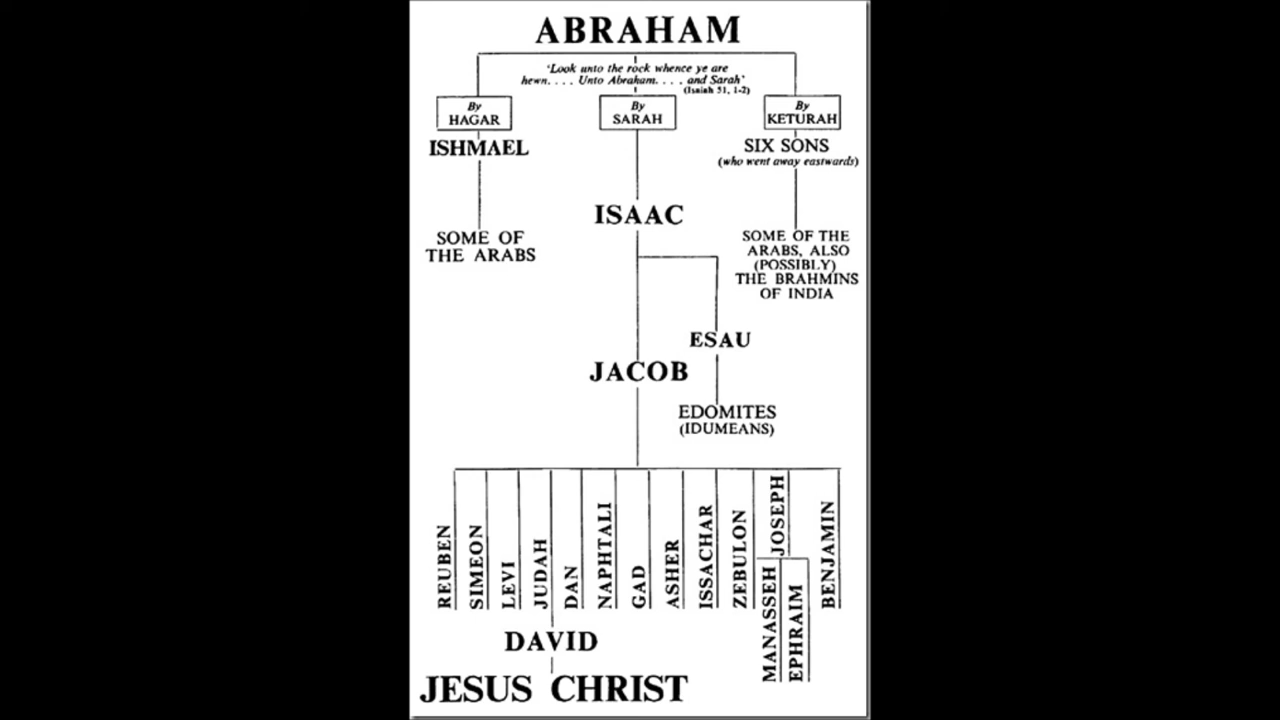 ABRAHAM
'Look unto the rock whence ye are
hewn. . . . Unto Abraham. . . . and Sarah'
(Isaiah 51, 1-2)
By
HAGAR
By
SARAH
By
KETURAH
ISHMAEL
SIX SONS
(who went away eastwards)
ISAAC
SOME OF
THE ARABS
SOME OF THE
ARABS, ALSO
(POSSIBLY)
THE BRAHMINS
OF INDIA
ESAU
JACOB
EDOMITES
(IDUMEANS)
REUBEN
SIMEON
LEVI
JUDAH
DAN
NAPHTALI
GAD
ASHER
ISSACHAR
ZEBULON
JOSEPH
BENJAMIN
MANASSEH
EPHRAIM
DAVID
JESUS CHRIST